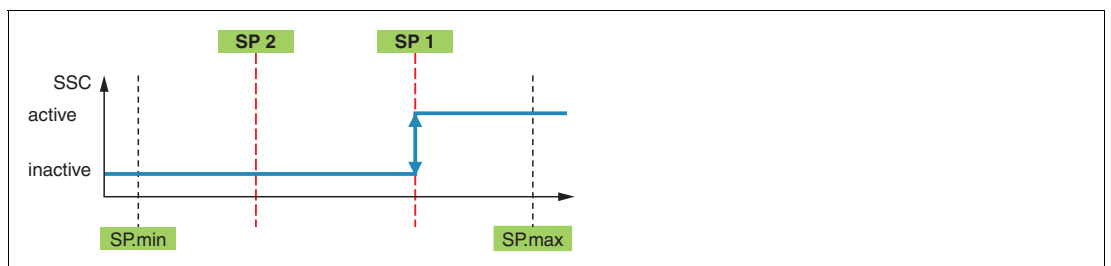 SP 2 SP 1
SSC
active
inactive
SP.min SP.max